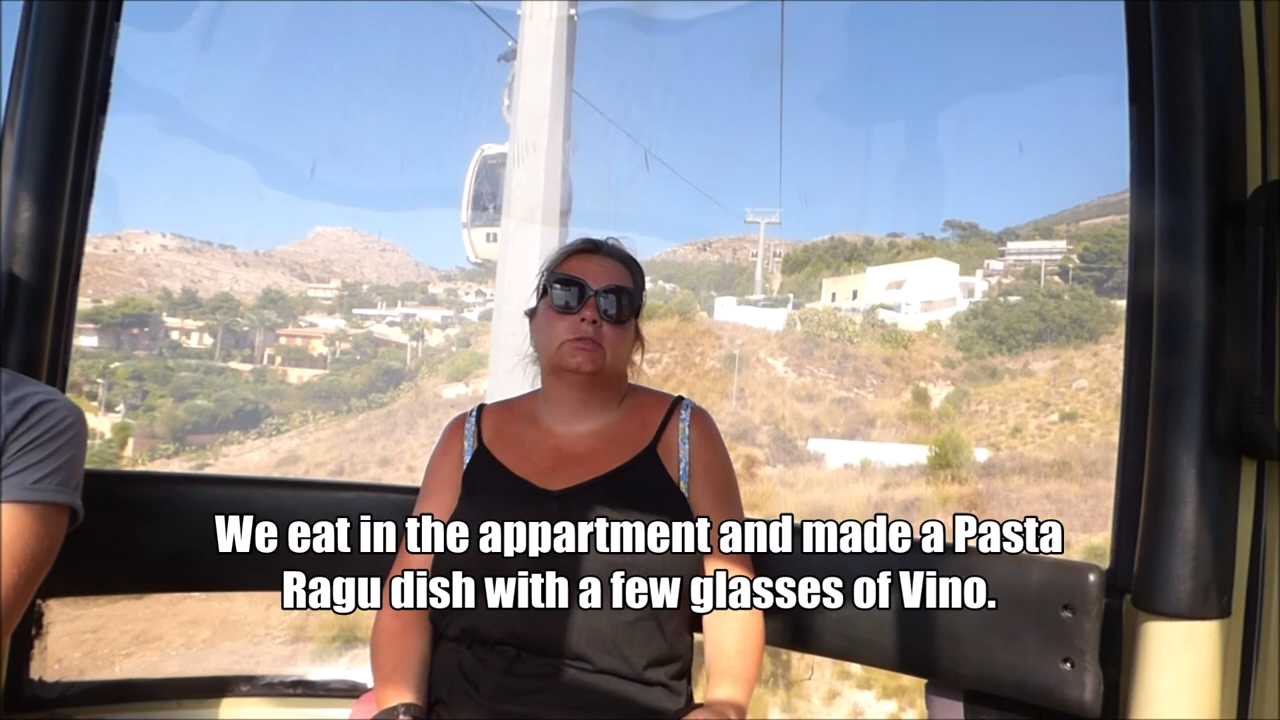 We eat in the appartment and made a Pasta
Ragu dish with a few glasses of Vino.